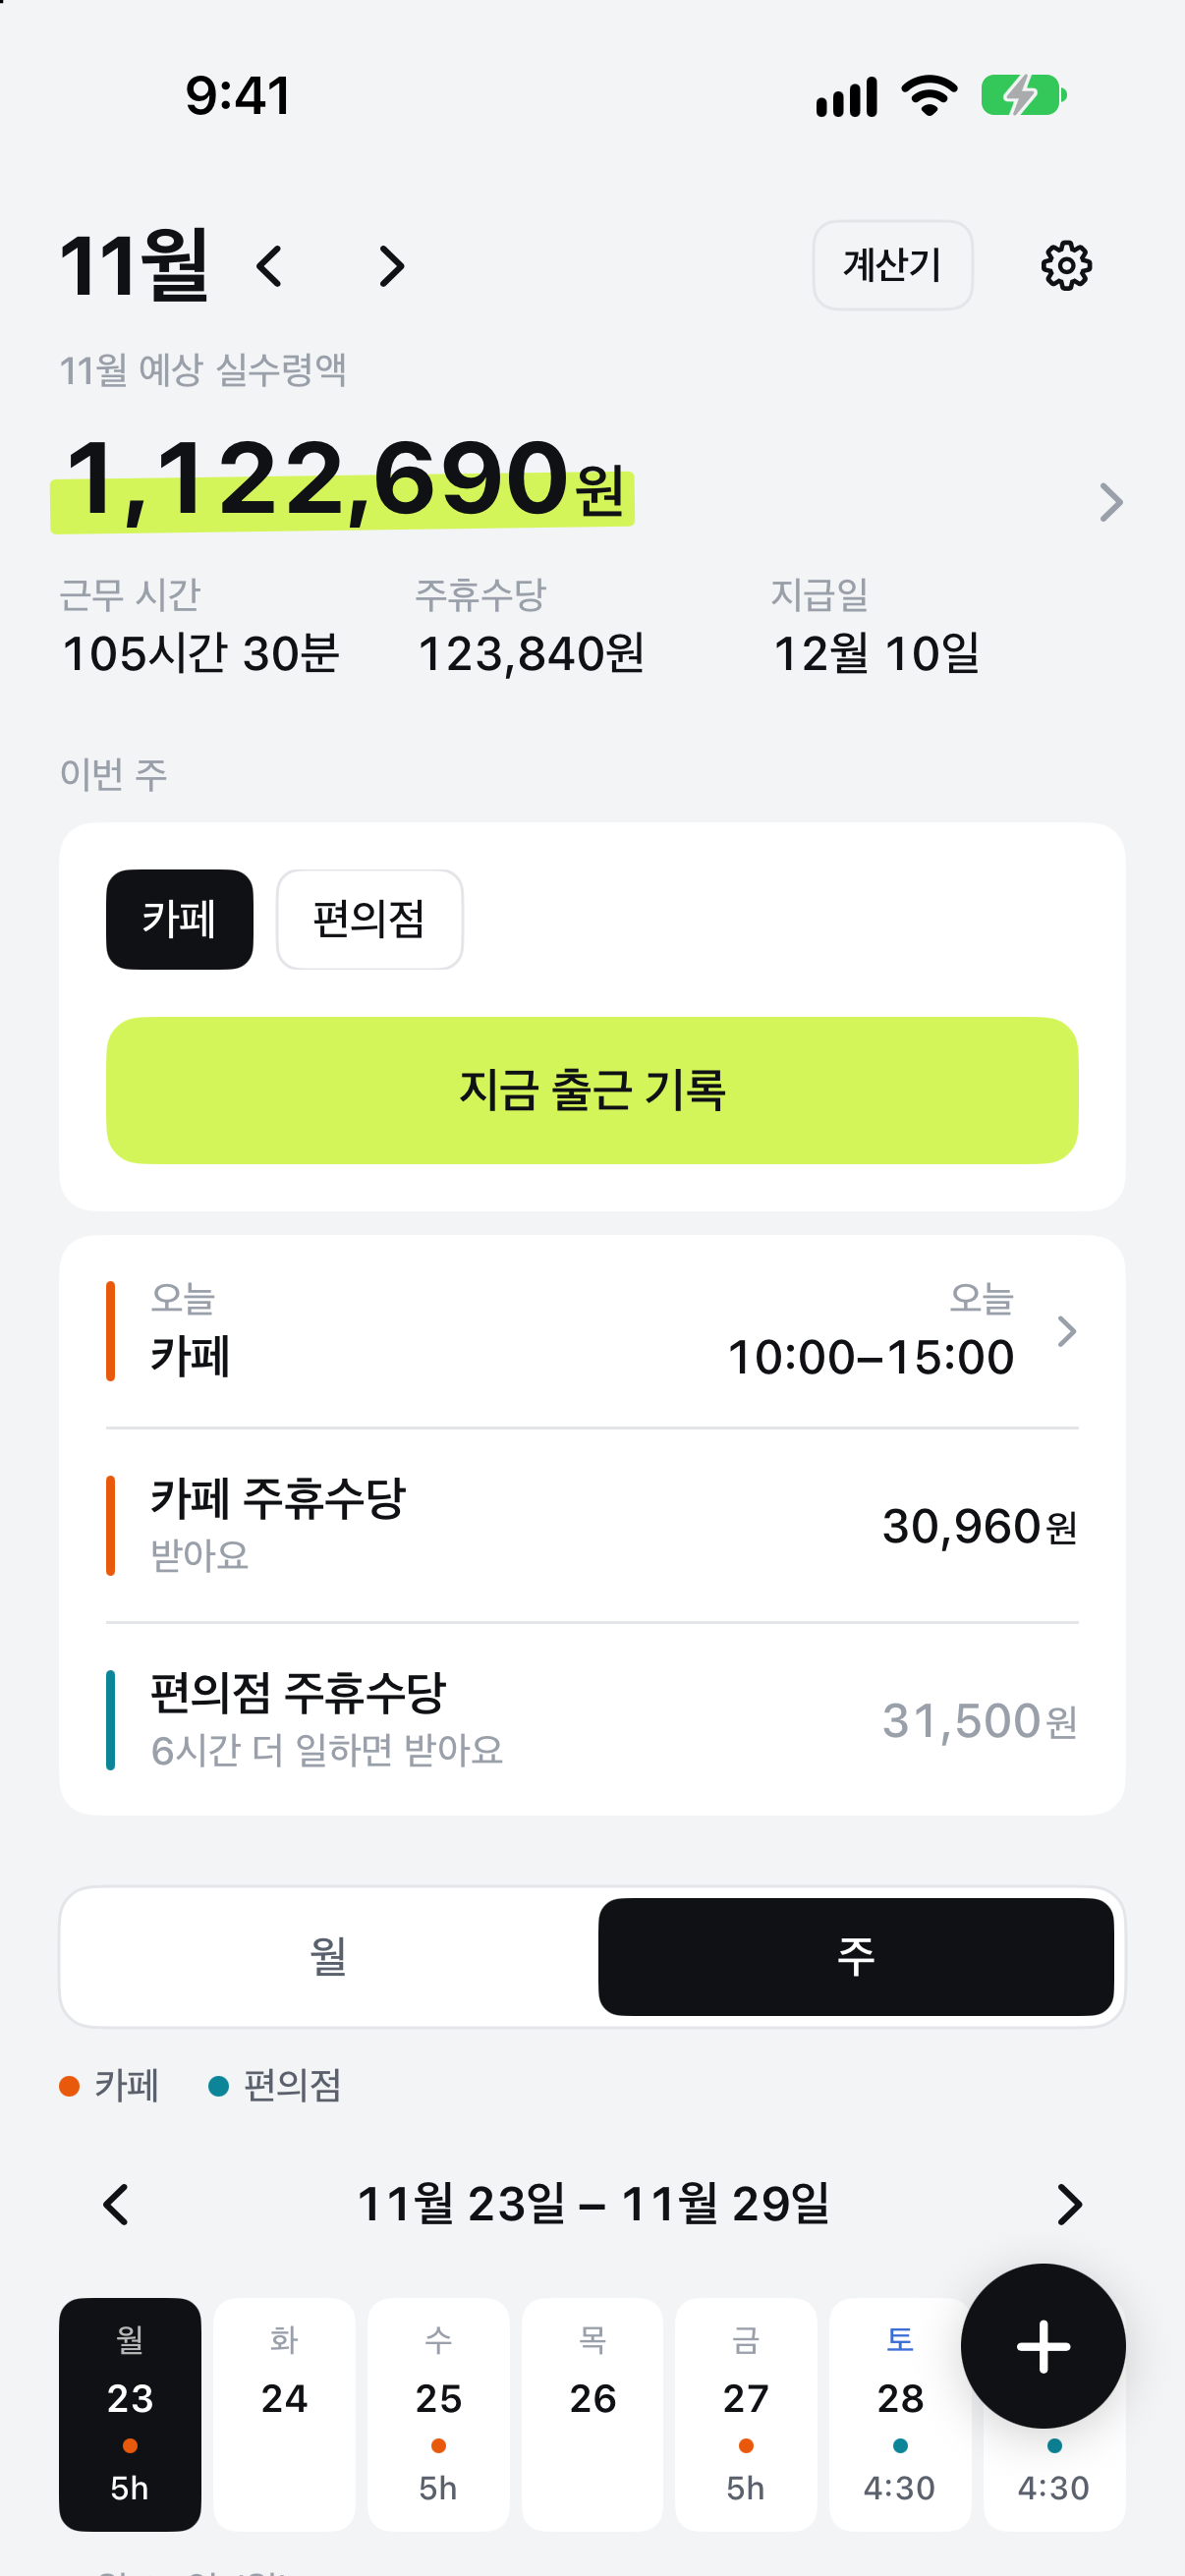 9:41
11월
계산기
11월 예상 실수령액
1,122,690원
근무 시간 주휴수당 지급일
105시간 30분 123,840원 12월 10일
이번 주
카페 편의점
지금 출근 기록
오늘 오늘
카페 10:00–15:00
카페 주휴수당
받아요
30,960원
편의점 주휴수당
6시간 더 일하면 받아요
31,500원
월 주
카페 편의점
11월 23일 – 11월 29일
월 화 수 목 금 토
23 24 25 26 27 28
5h 5h 5h 4:30 4:30